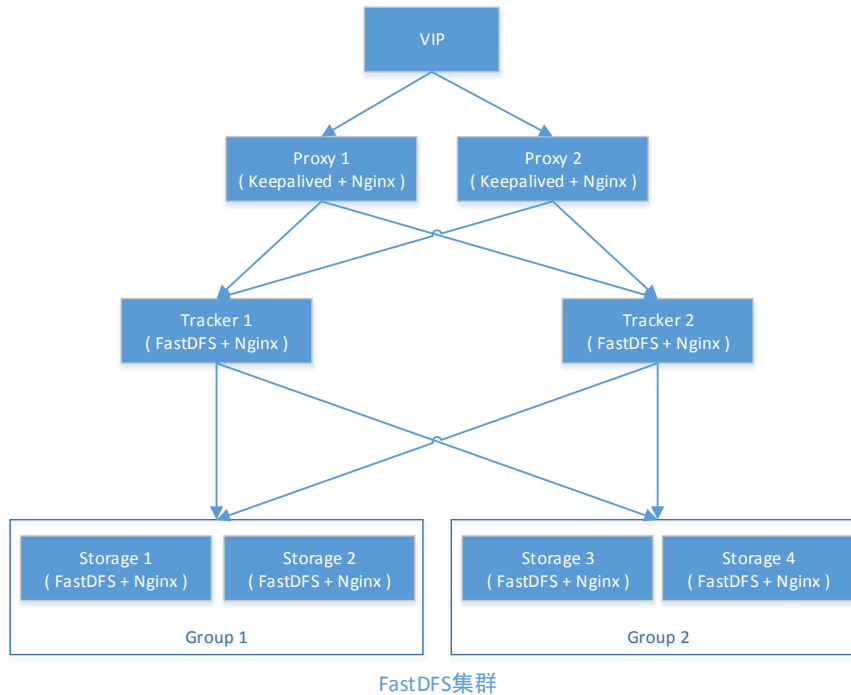 VIP
Proxy 1
( Keepalived + Nginx )
Proxy 2
( Keepalived + Nginx )
Tracker 1
( FastDFS + Nginx )
Tracker 2
( FastDFS + Nginx )
Storage 1
( FastDFS + Nginx )
Storage 2
( FastDFS + Nginx )
Group 1
Storage 3
( FastDFS + Nginx )
Storage 4
( FastDFS + Nginx )
Group 2
FastDFS集群